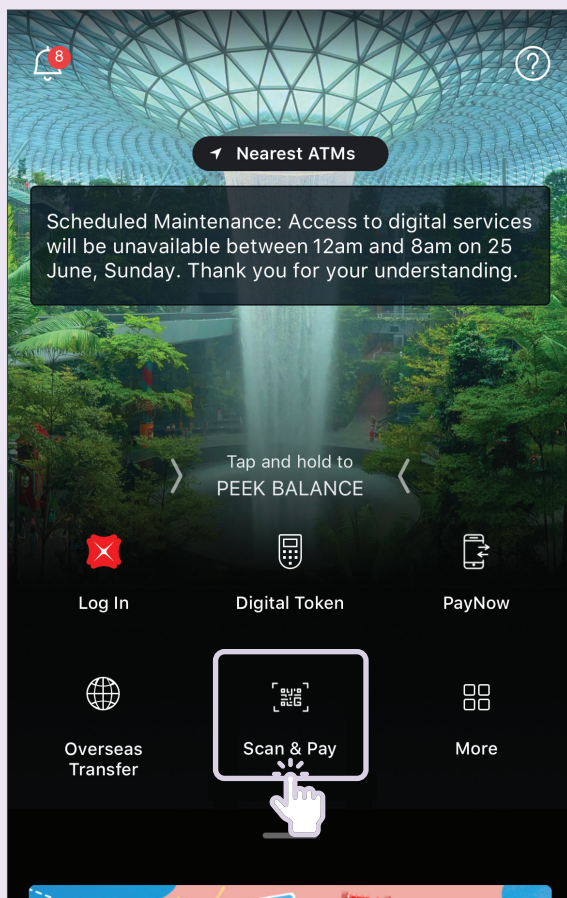 8
?
Nearest ATMs
Scheduled Maintenance: Access to digital services
will be unavailable between 12am and 8am on 25
June, Sunday. Thank you for your understanding.
Tap and hold to
PEEK BALANCE
Log In
Digital Token
PayNow
Overseas
Transfer
Scan & Pay
More